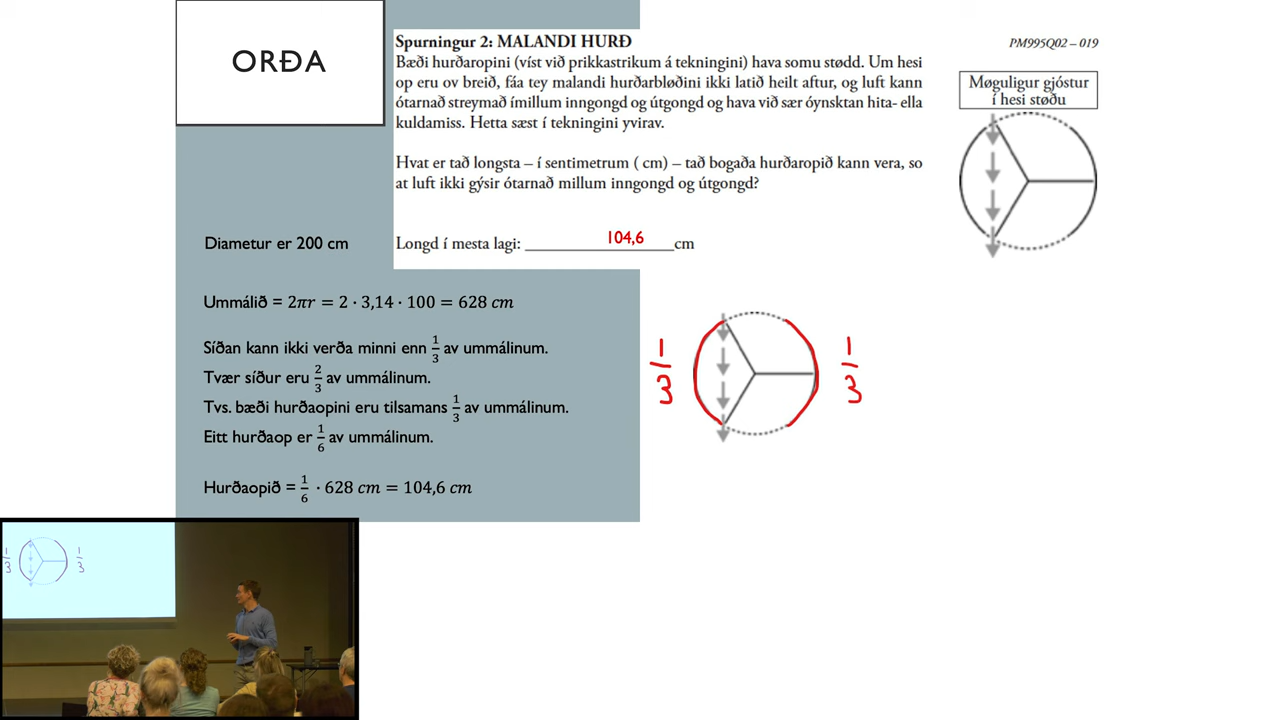 ORÐA
Spurningur 2: MALANDI HURÐ
PM995Q02 – 019
Bæði hurðaropini (víst við prikkastrikum á tekningini) hava somu stødd. Um hesi
op eru ov breið, fáa tey malandi hurðarbløðini ikki latið heilt aftur, og luft kann
ótarnað streymað ímillum inngongd og útgongd og hava við sær óynsktan hita- ella
kuldamiss. Hetta sæst í tekningini yvirav.
Hvat er tað longsta – í sentimetrum ( cm) – tað bogaða hurðaropið kann vera, so
at luft ikki gýsir ótarnað millum inngongd og útgongd?
Møguligur gjóstur
í hesi støðu
Longd í mesta lagi: 104,6 cm
Diametur er 200 cm
Ummálið = 2πr = 2 · 3,14 · 100 = 628 cm
Síðan kann ikki verða minni enn 1/3 av ummálinum.
Tvær síður eru 2/3 av ummálinum.
Tvs. bæði hurðaopini eru tilsamans 1/3 av ummálinum.
Eitt hurðaop er 1/6 av ummálinum.
Hurðaopið = 1/6 · 628 cm = 104,6 cm
1/3
1/3
1/3
1/3